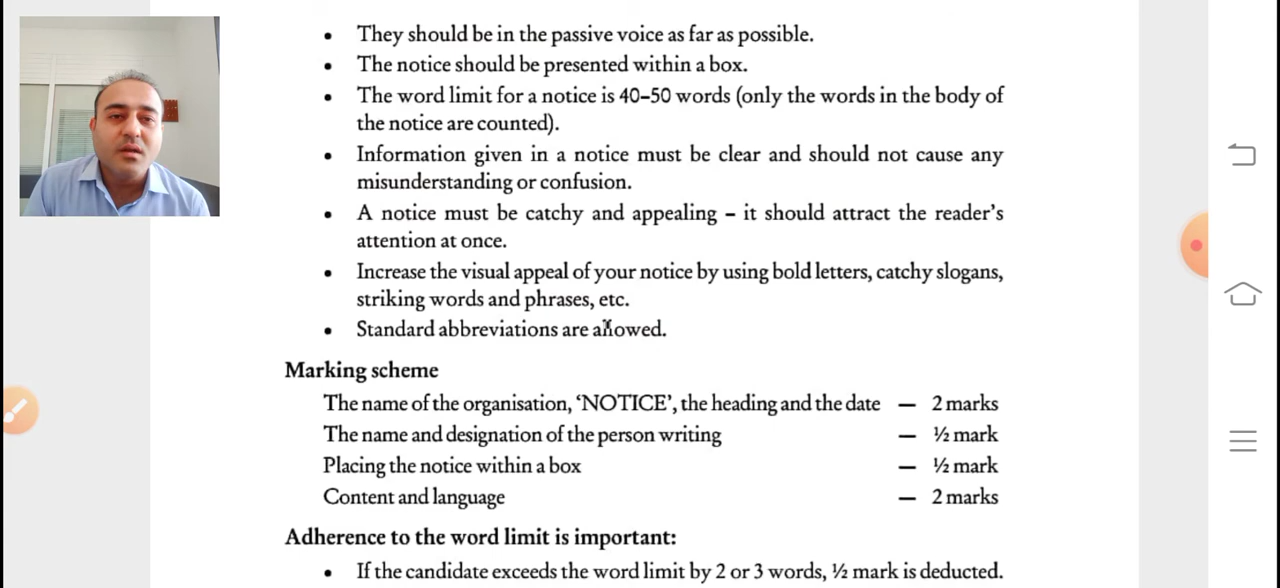 • They should be in the passive voice as far as possible.
• The notice should be presented within a box.
• The word limit for a notice is 40–50 words (only the words in the body of
the notice are counted).
• Information given in a notice must be clear and should not cause any
misunderstanding or confusion.
• A notice must be catchy and appealing – it should attract the reader's
attention at once.
• Increase the visual appeal of your notice by using bold letters, catchy slogans,
striking words and phrases, etc.
• Standard abbreviations are allowed.
Marking scheme
The name of the organisation, 'NOTICE', the heading and the date — 2 marks
The name and designation of the person writing — ½ mark
Placing the notice within a box — ½ mark
Content and language — 2 marks
Adherence to the word limit is important:
• If the candidate exceeds the word limit by 2 or 3 words, ½ mark is deducted.